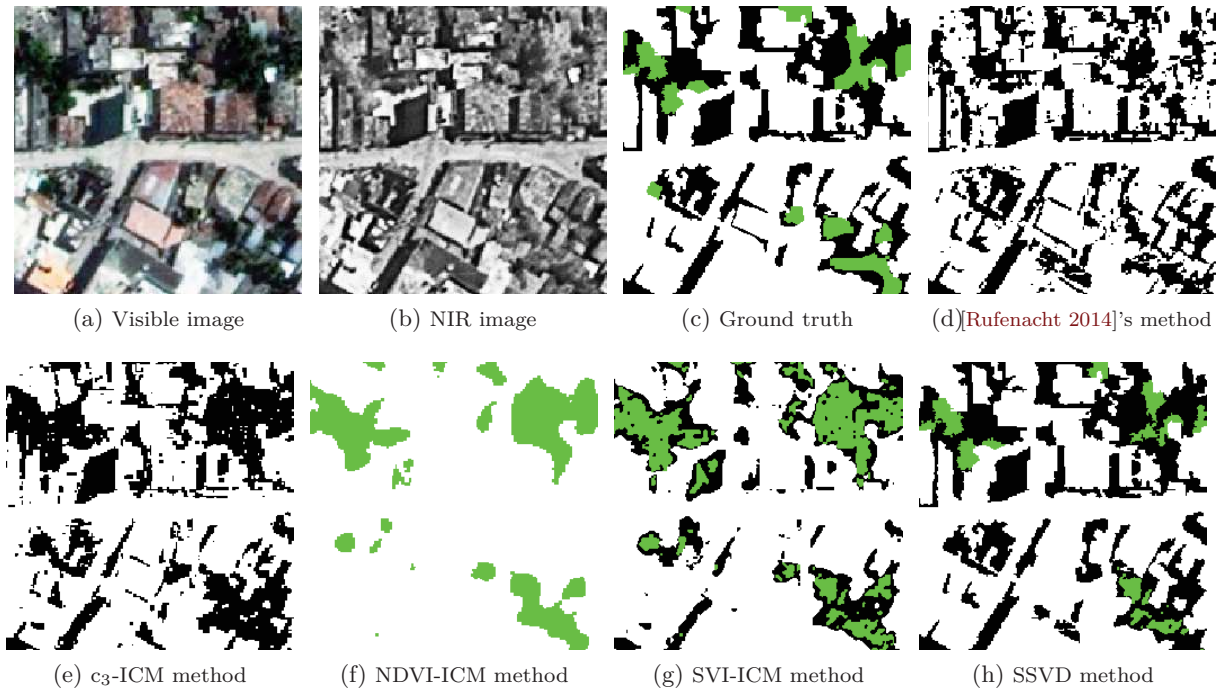 (a) Visible image
(b) NIR image
(c) Ground truth
(d)[Rufenacht 2014]'s method
(e) c₃-ICM method
(f) NDVI-ICM method
(g) SVI-ICM method
(h) SSVD method